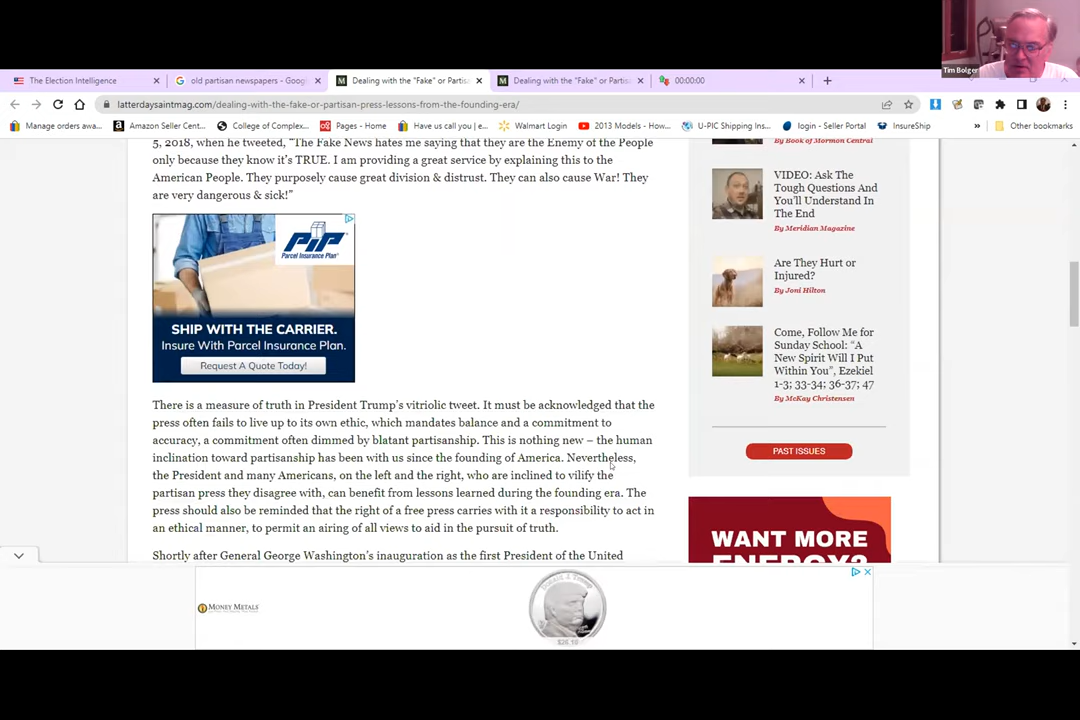 Tim Bolger
The Election Intelligence
old partisan newspapers - Goog
Dealing with the "Fake" or Partis
Dealing with the "Fake" or Partis
00:00:00
latterdaysaintmag.com/dealing-with-the-fake-or-partisan-press-lessons-from-the-founding-era/
Manage orders awa...
Amazon Seller Cent...
College of Complex...
Pages - Home
Have us call you | e...
Walmart Login
2013 Models - How...
U-PIC Shipping Ins...
login - Seller Portal
InsureShip
»
Other bookmarks
5, 2018, when he tweeted, “The Fake News hates me saying that they are the Enemy of the People
only because they know it’s TRUE. I am providing a great service by explaining this to the
American People. They purposely cause great division & distrust. They can also cause War! They
are very dangerous & sick!”
PIP
Parcel Insurance Plan
SHIP WITH THE CARRIER.
Insure With Parcel Insurance Plan.
Request A Quote Today!
There is a measure of truth in President Trump’s vitriolic tweet. It must be acknowledged that the
press often fails to live up to its own ethic, which mandates balance and a commitment to
accuracy, a commitment often dimmed by blatant partisanship. This is nothing new – the human
inclination toward partisanship has been with us since the founding of America. Nevertheless,
the President and many Americans, on the left and the right, who are inclined to vilify the
partisan press they disagree with, can benefit from lessons learned during the founding era. The
press should also be reminded that the right of a free press carries with it a responsibility to act in
an ethical manner, to permit an airing of all views to aid in the pursuit of truth.
Shortly after General George Washington’s inauguration as the first President of the United
By Book of Mormon Central
VIDEO: Ask The
Tough Questions And
You’ll Understand In
The End
By Meridian Magazine
Are They Hurt or
Injured?
By Joni Hilton
Come, Follow Me for
Sunday School: “A
New Spirit Will I Put
Within You”, Ezekiel
1-3; 33-34; 36-37; 47
By McKay Christensen
PAST ISSUES
WANT MORE
ENERGY?
MONEY METALS